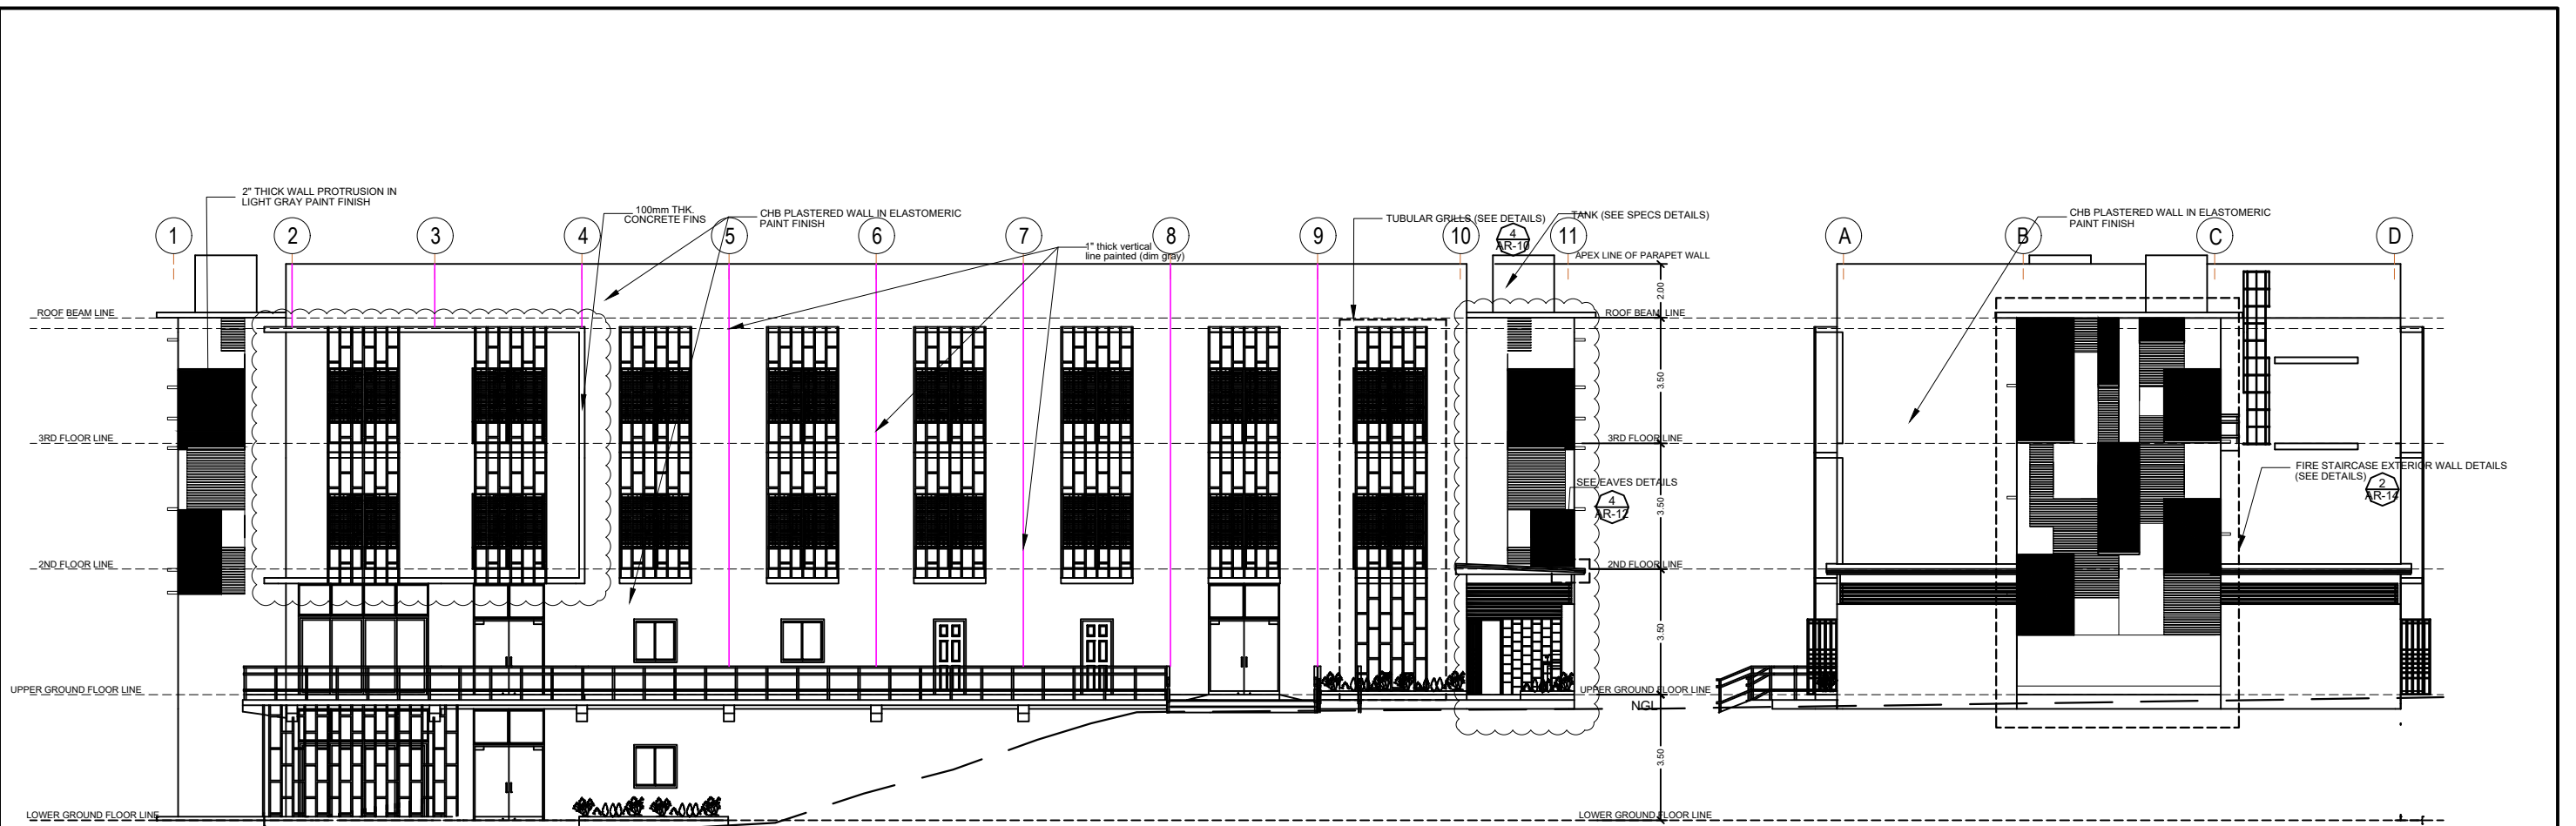 2" THICK WALL PROTRUSION IN
LIGHT GRAY PAINT FINISH
100mm THK.
CONCRETE FINS
CHB PLASTERED WALL IN ELASTOMERIC
PAINT FINISH
1" thick vertical
line painted (dim gray)
TUBULAR GRILLS (SEE DETAILS)
TANK (SEE SPECS DETAILS)
4
AR-10
CHB PLASTERED WALL IN ELASTOMERIC
PAINT FINISH
1
2
3
4
5
6
7
8
9
10
11
A
B
C
D
APEX LINE OF PARAPET WALL
2.00
ROOF BEAM LINE
ROOF BEAM LINE
3.50
3RD FLOOR LINE
3RD FLOOR LINE
FIRE STAIRCASE EXTERIOR WALL DETAILS
(SEE DETAILS)
2
AR-14
SEE EAVES DETAILS
4
AR-12
3.50
2ND FLOOR LINE
2ND FLOOR LINE
3.50
UPPER GROUND FLOOR LINE
UPPER GROUND FLOOR LINE
NGL
3.50
LOWER GROUND FLOOR LINE
LOWER GROUND FLOOR LINE